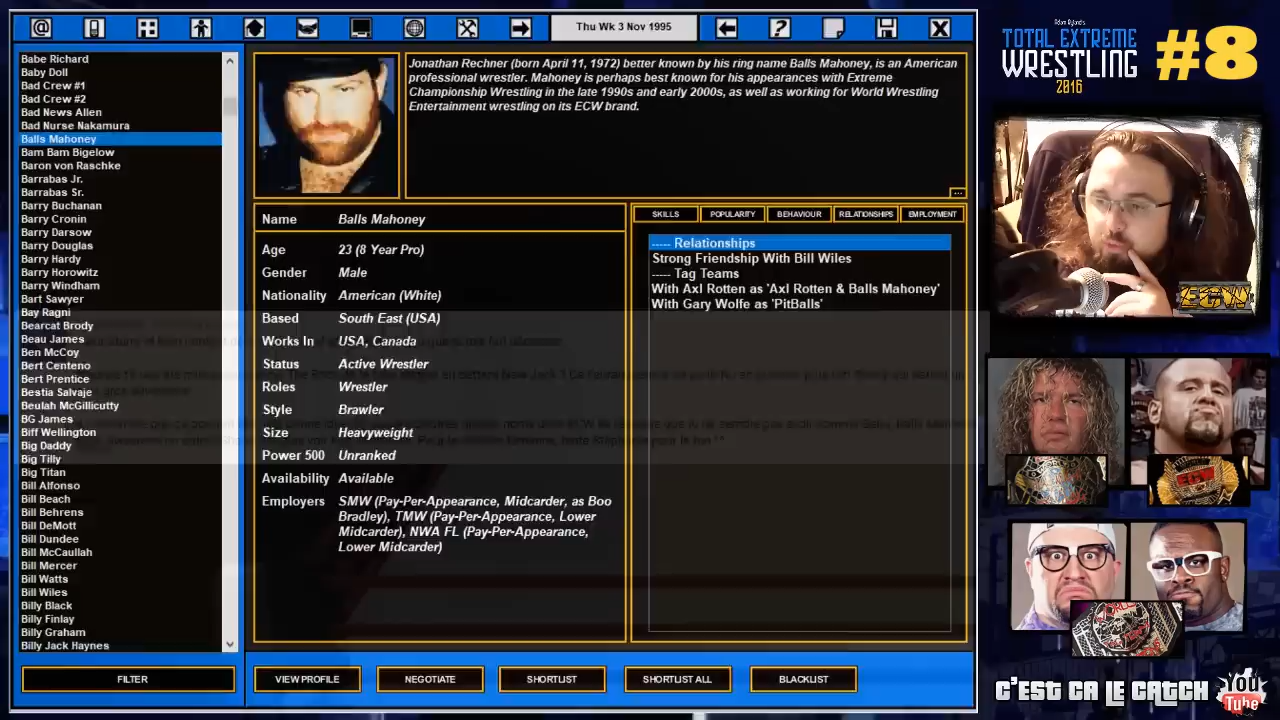 Thu Wk 3 Nov 1995
Babe Richard
Baby Doll
Bad Crew #1
Bad Crew #2
Bad News Allen
Bad Nurse Nakamura
Balls Mahoney
Bam Bam Bigelow
Baron von Raschke
Barrabas Jr.
Barrabas Sr.
Barry Buchanan
Barry Cronin
Barry Darsow
Barry Douglas
Barry Hardy
Barry Horowitz
Barry Windham
Bart Sawyer
Bay Ragni
Bearcat Brody
Beau James
Ben McCoy
Bert Centeno
Bert Prentice
Bestia Salvaje
Beulah McGillicutty
BG James
Biff Wellington
Big Daddy
Big Tilly
Big Titan
Bill Alfonso
Bill Beach
Bill Behrens
Bill DeMott
Bill Dundee
Bill McCaullah
Bill Mercer
Bill Watts
Bill Wiles
Billy Black
Billy Finlay
Billy Graham
Billy Jack Haynes
FILTER
Jonathan Rechner (born April 11, 1972) better known by his ring name Balls Mahoney, is an American
professional wrestler. Mahoney is perhaps best known for his appearances with Extreme
Championship Wrestling in the late 1990s and early 2000s, as well as working for World Wrestling
Entertainment wrestling on its ECW brand.
...
Name Balls Mahoney
Age 23 (8 Year Pro)
Gender Male
Nationality American (White)
Based South East (USA)
Works In USA, Canada
Status Active Wrestler
Roles Wrestler
Style Brawler
Size Heavyweight
Power 500 Unranked
Availability Available
Employers SMW (Pay-Per-Appearance, Midcarder, as Boo
Bradley), TMW (Pay-Per-Appearance, Lower
Midcarder), NWA FL (Pay-Per-Appearance,
Lower Midcarder)
SKILLS POPULARITY BEHAVIOUR RELATIONSHIPS EMPLOYMENT
----- Relationships
Strong Friendship With Bill Wiles
----- Tag Teams
With Axl Rotten as 'Axl Rotten & Balls Mahoney'
With Gary Wolfe as 'PitBalls'
VIEW PROFILE NEGOTIATE SHORTLIST SHORTLIST ALL BLACKLIST
Adam Ryland's
TOTAL EXTREME
WRESTLING
2016
#8
ECW
ECW
C'EST CA LE CATCH
You
Tube